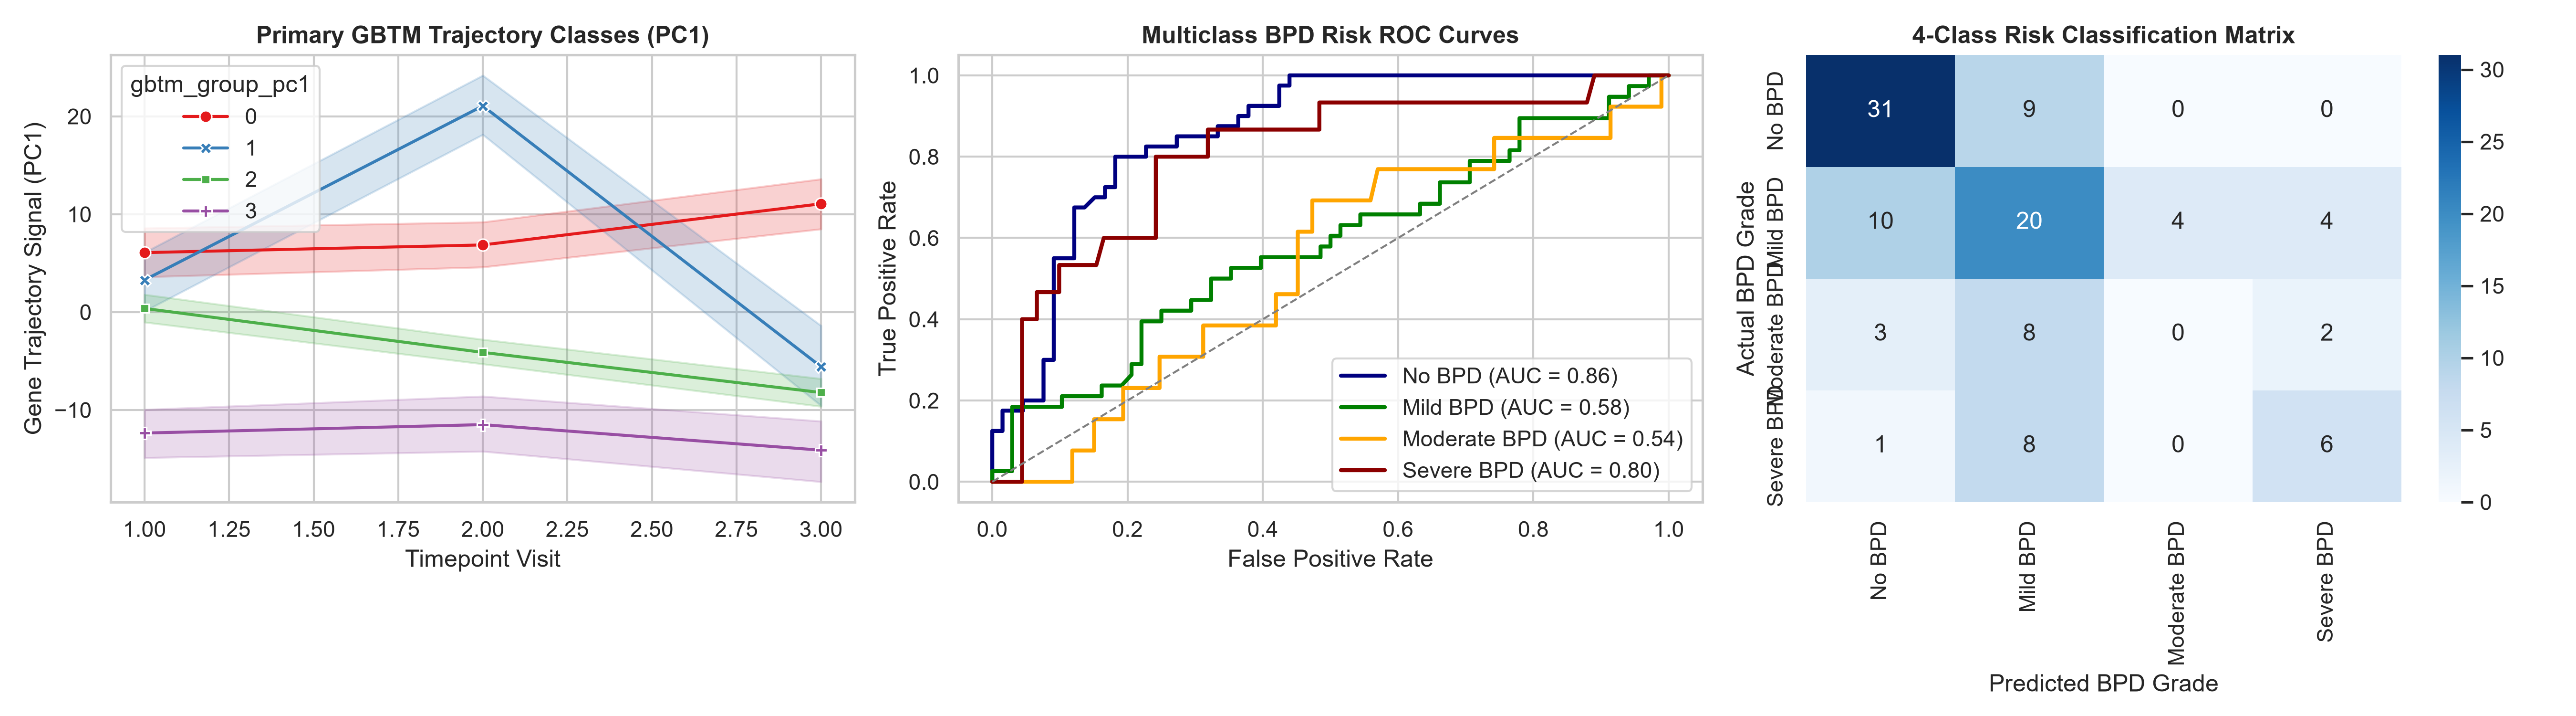 Primary GBTM Trajectory Classes (PC1)
gbtm_group_pc1
0
1
2
3
Gene Trajectory Signal (PC1)
20
10
0
−10
1.00 1.25 1.50 1.75 2.00 2.25 2.50 2.75 3.00
Timepoint Visit
Multiclass BPD Risk ROC Curves
True Positive Rate
1.0
0.8
0.6
0.4
0.2
0.0
No BPD (AUC = 0.86)
Mild BPD (AUC = 0.58)
Moderate BPD (AUC = 0.54)
Severe BPD (AUC = 0.80)
0.0 0.2 0.4 0.6 0.8 1.0
False Positive Rate
4-Class Risk Classification Matrix
Actual BPD Grade
No BPD
Mild BPD
Moderate BPD
Severe BPD
31 9 0 0
10 20 4 4
3 8 0 2
1 8 0 6
No BPD
Mild BPD
Moderate BPD
Severe BPD
Predicted BPD Grade
30
25
20
15
10
5
0